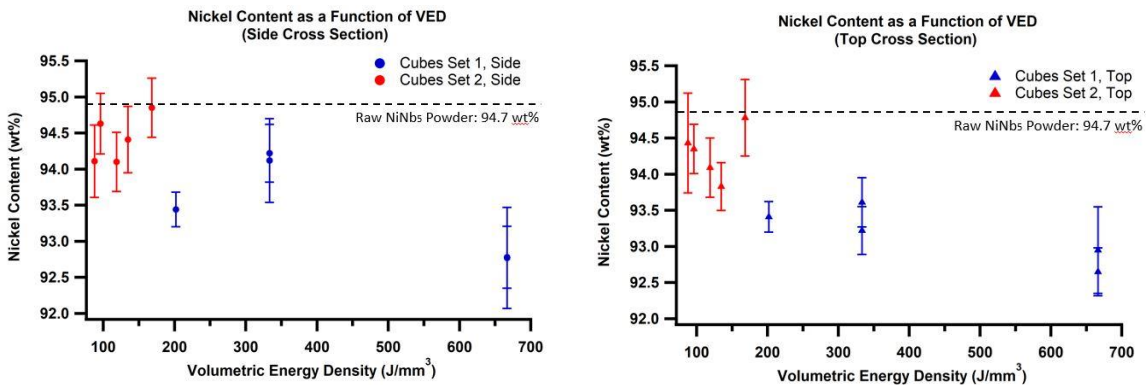 Nickel Content as a Function of VED
(Side Cross Section)
Nickel Content (wt%)
95.5
95.0
94.5
94.0
93.5
93.0
92.5
92.0
Cubes Set 1, Side
Cubes Set 2, Side
Raw NiNb₅ Powder: 94.7 wt%
100
200
300
400
500
600
700
Volumetric Energy Density (J/mm³)
Nickel Content as a Function of VED
(Top Cross Section)
Nickel Content (wt%)
95.5
95.0
94.5
94.0
93.5
93.0
92.5
92.0
Cubes Set 1, Top
Cubes Set 2, Top
Raw NiNb₅ Powder: 94.7 wt%
100
200
300
400
500
600
700
Volumetric Energy Density (J/mm³)